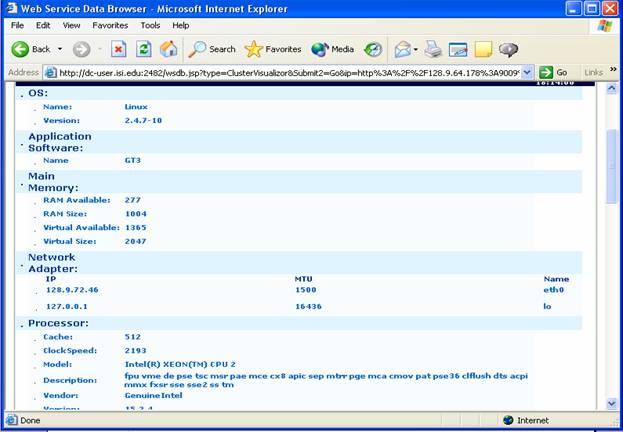 Web Service Data Browser - Microsoft Internet Explorer
File Edit View Favorites Tools Help
Back Search Favorites Media
Address http://dc-user.isi.edu:2482/wsdb.jsp?type=ClusterVisualizor&Submit2=Go&ip=http%3A%2F%2F128.9.64.178%3A9009 Go Links »
18:14:00
OS:
Name: Linux
Version: 2.4.7-10
Application
Software:
Name GT3
Main
Memory:
RAM Available: 277
RAM Size: 1004
Virtual Available: 1365
Virtual Size: 2047
Network
Adapter:
IP MTU Name
128.9.72.46 1500 eth0
127.0.0.1 16436 lo
Processor:
Cache: 512
ClockSpeed: 2193
Model: Intel(R) XEON(TM) CPU 2
Description: fpu vme de pse tsc msr pae mce cx8 apic sep mtrr pge mca cmov pat pse36 clflush dts acpi
mmx fxsr sse sse2 ss tm
Vendor: GenuineIntel
Version: 15.2.4
Done Internet